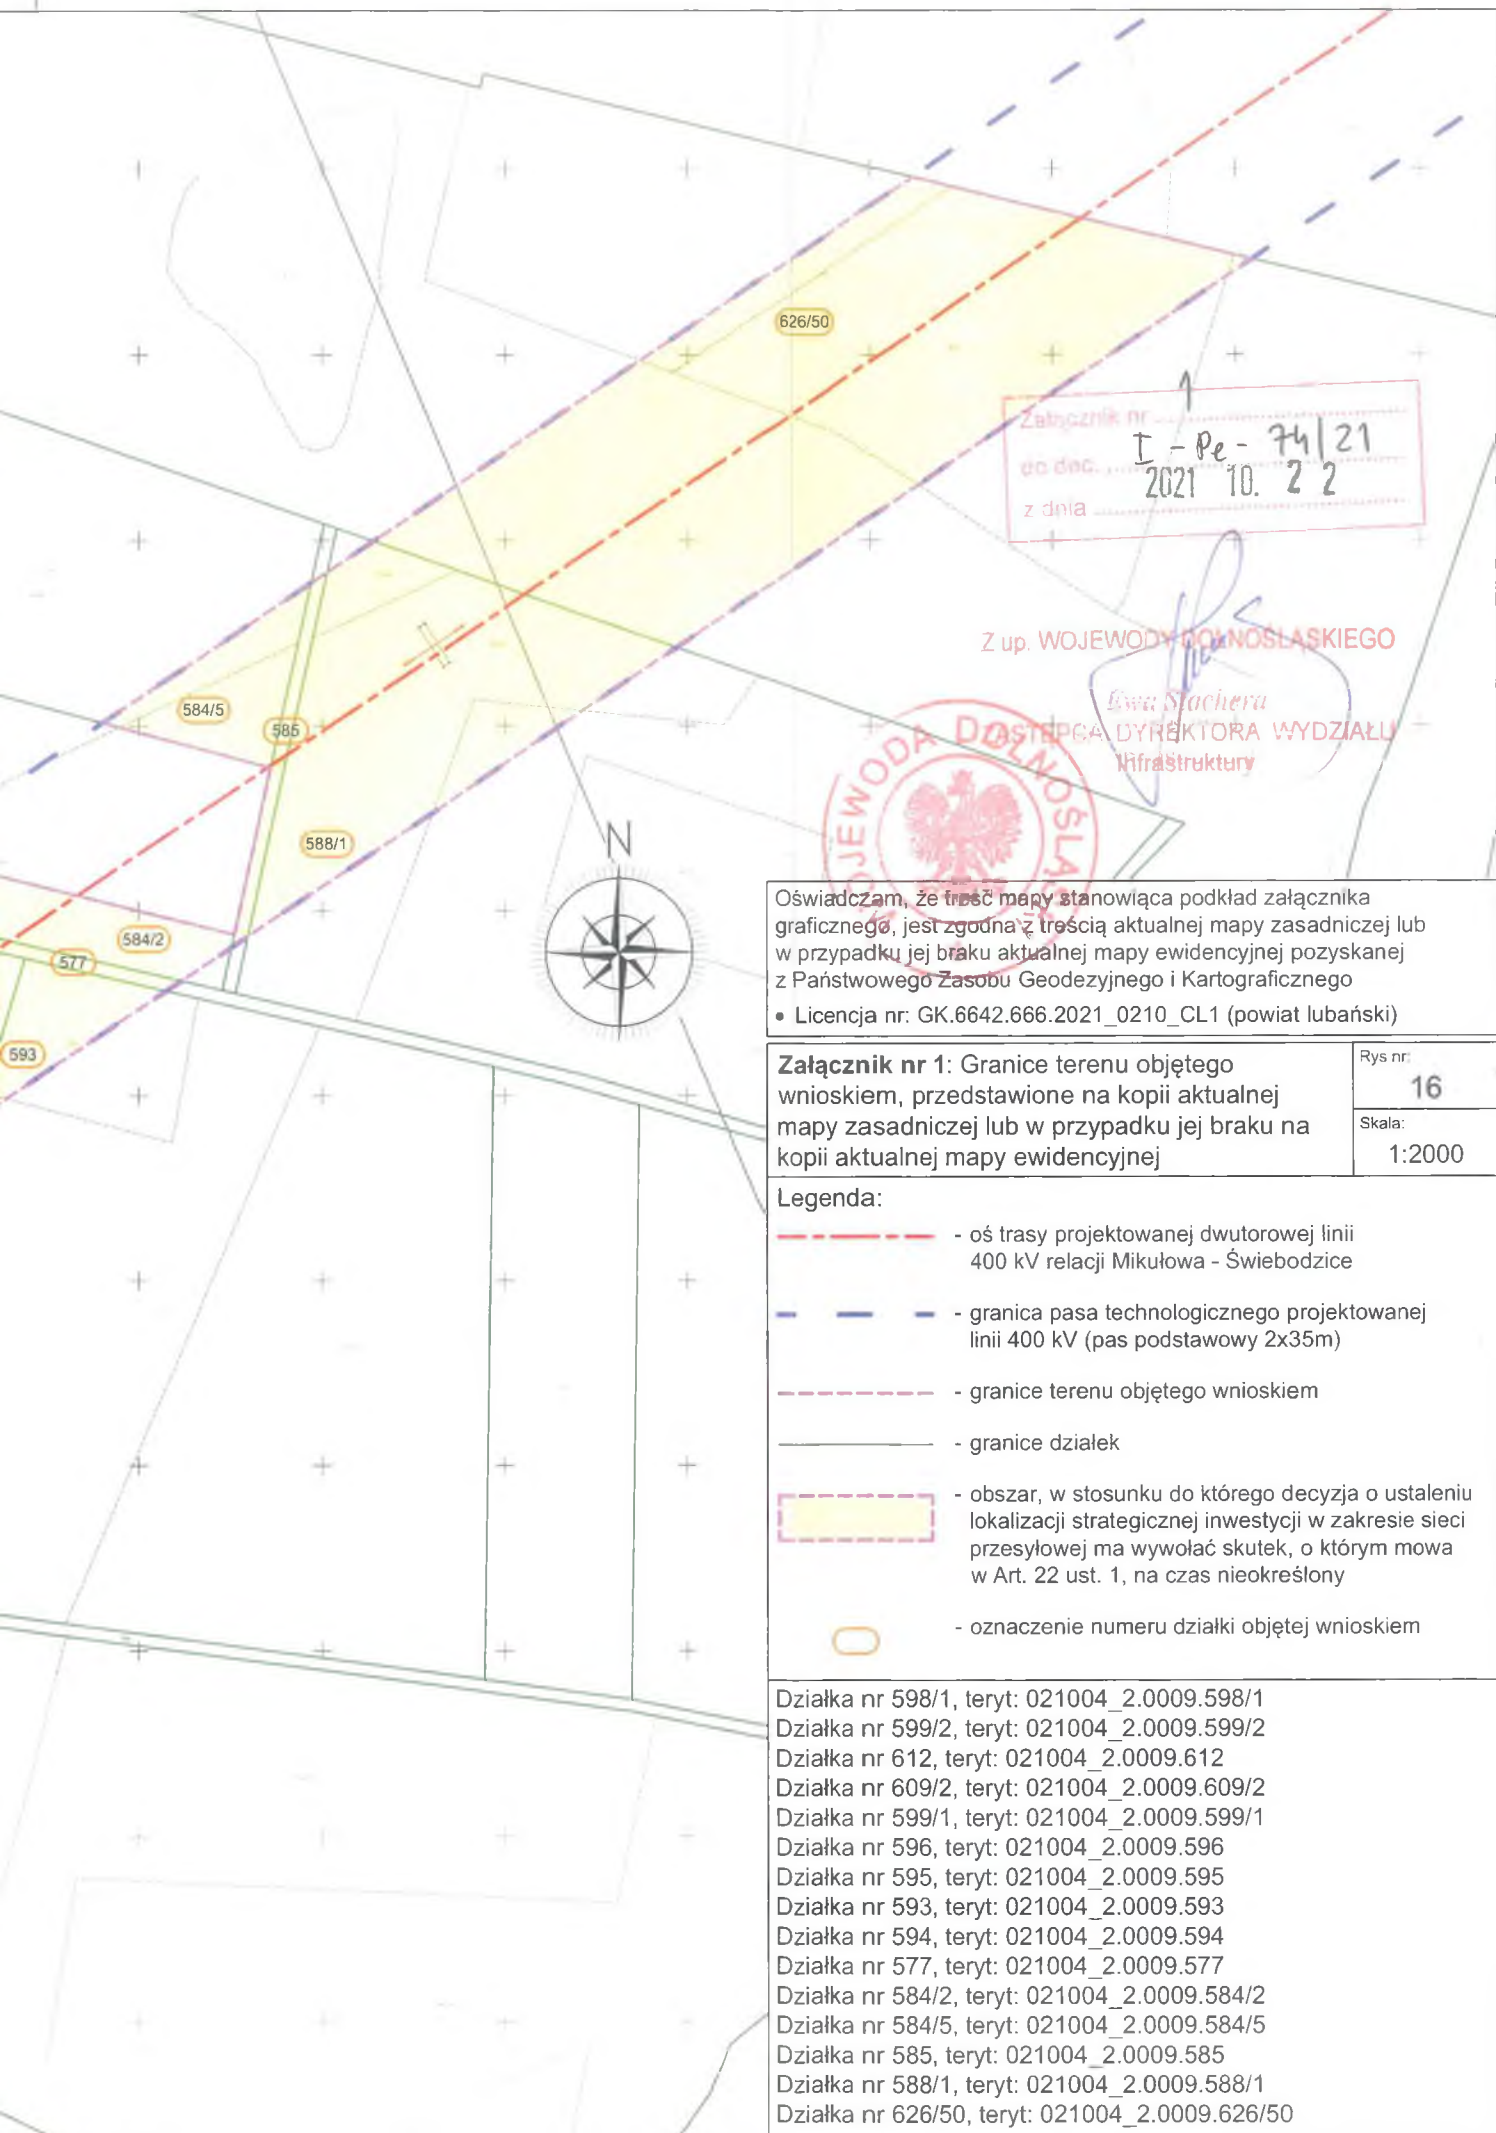 626/50
Załącznik nr 1
do dec. I - Pe - 74/21
z dnia 2021 10. 22
Z up. WOJEWODY DOLNOŚLĄSKIEGO
Ewa Stachera
ZASTĘPCA DYREKTORA WYDZIAŁU
Infrastruktury
WOJEWODA DOLNOŚLĄSKI
584/5
585
588/1
584/2
577
593
N
Oświadczam, że treść mapy stanowiąca podkład załącznika
graficznego, jest zgodna z treścią aktualnej mapy zasadniczej lub
w przypadku jej braku aktualnej mapy ewidencyjnej pozyskanej
z Państwowego Zasobu Geodezyjnego i Kartograficznego
• Licencja nr: GK.6642.666.2021_0210_CL1 (powiat lubański)
Załącznik nr 1: Granice terenu objętego
wnioskiem, przedstawione na kopii aktualnej
mapy zasadniczej lub w przypadku jej braku na
kopii aktualnej mapy ewidencyjnej
Rys nr:
16
Skala:
1:2000
Legenda:
- oś trasy projektowanej dwutorowej linii
400 kV relacji Mikułowa - Świebodzice
- granica pasa technologicznego projektowanej
linii 400 kV (pas podstawowy 2x35m)
- granice terenu objętego wnioskiem
- granice działek
- obszar, w stosunku do którego decyzja o ustaleniu
lokalizacji strategicznej inwestycji w zakresie sieci
przesyłowej ma wywołać skutek, o którym mowa
w Art. 22 ust. 1, na czas nieokreślony
- oznaczenie numeru działki objętej wnioskiem
Działka nr 598/1, teryt: 021004_2.0009.598/1
Działka nr 599/2, teryt: 021004_2.0009.599/2
Działka nr 612, teryt: 021004_2.0009.612
Działka nr 609/2, teryt: 021004_2.0009.609/2
Działka nr 599/1, teryt: 021004_2.0009.599/1
Działka nr 596, teryt: 021004_2.0009.596
Działka nr 595, teryt: 021004_2.0009.595
Działka nr 593, teryt: 021004_2.0009.593
Działka nr 594, teryt: 021004_2.0009.594
Działka nr 577, teryt: 021004_2.0009.577
Działka nr 584/2, teryt: 021004_2.0009.584/2
Działka nr 584/5, teryt: 021004_2.0009.584/5
Działka nr 585, teryt: 021004_2.0009.585
Działka nr 588/1, teryt: 021004_2.0009.588/1
Działka nr 626/50, teryt: 021004_2.0009.626/50